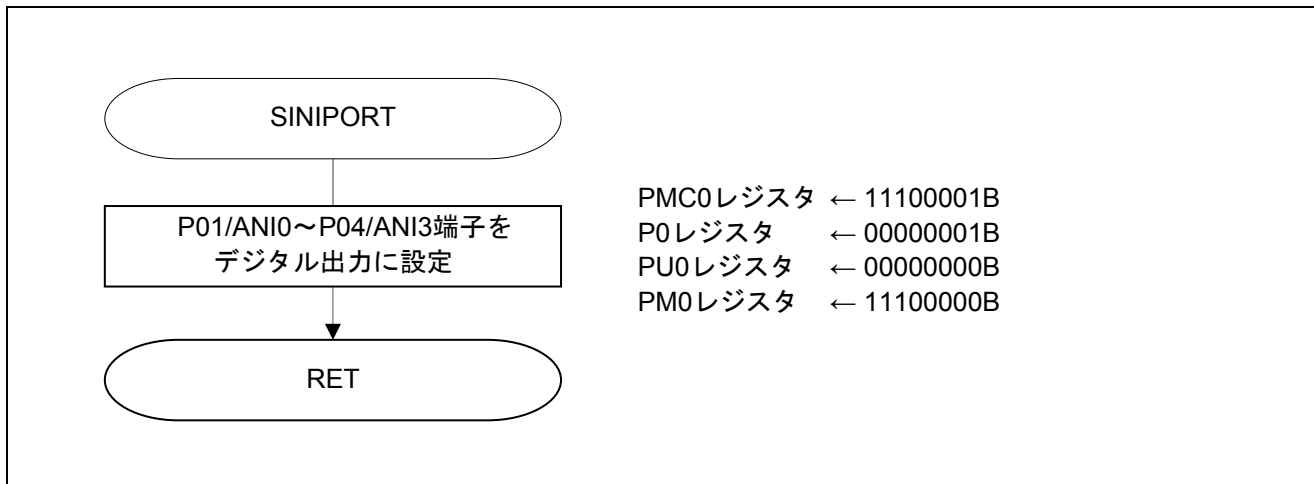 SINIPORT
P01/ANI0～P04/ANI3端子を
デジタル出力に設定
RET
PMC0レジスタ ← 11100001B
P0レジスタ ← 00000001B
PU0レジスタ ← 00000000B
PM0レジスタ ← 11100000B